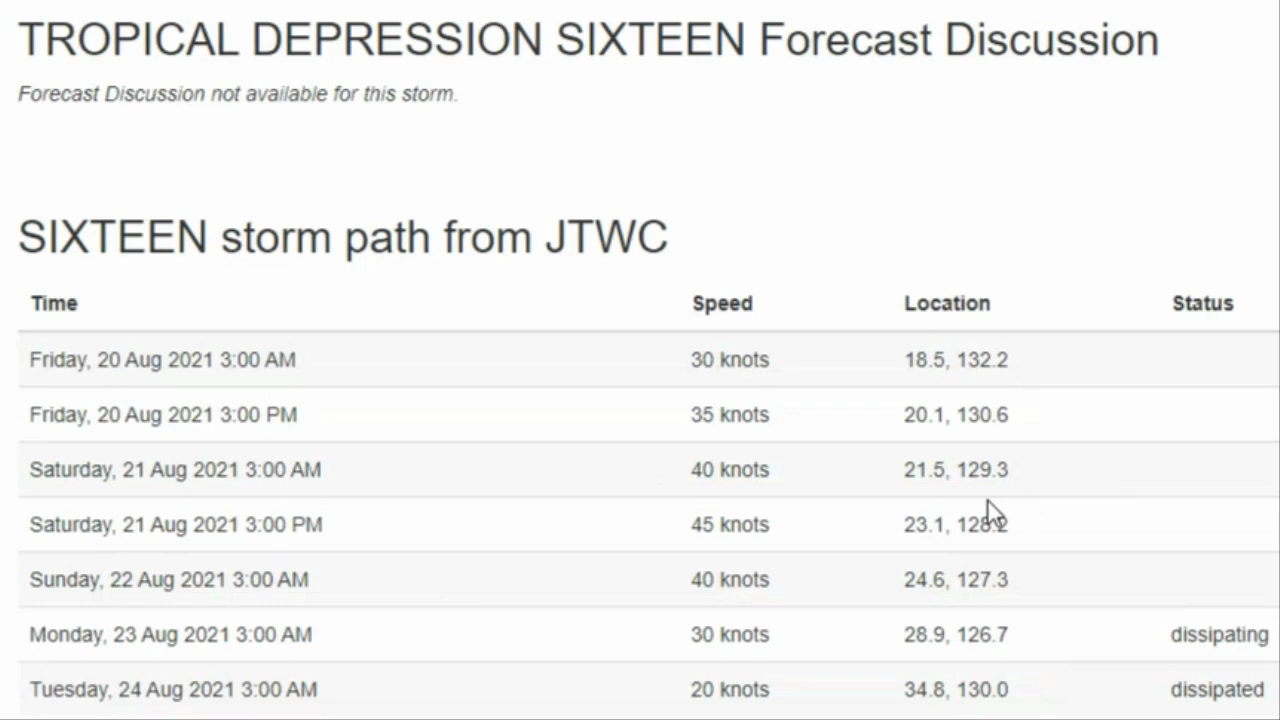 TROPICAL DEPRESSION SIXTEEN Forecast Discussion
Forecast Discussion not available for this storm.
SIXTEEN storm path from JTWC
Time Speed Location Status
Friday, 20 Aug 2021 3:00 AM 30 knots 18.5, 132.2
Friday, 20 Aug 2021 3:00 PM 35 knots 20.1, 130.6
Saturday, 21 Aug 2021 3:00 AM 40 knots 21.5, 129.3
Saturday, 21 Aug 2021 3:00 PM 45 knots 23.1, 128.2
Sunday, 22 Aug 2021 3:00 AM 40 knots 24.6, 127.3
Monday, 23 Aug 2021 3:00 AM 30 knots 28.9, 126.7 dissipating
Tuesday, 24 Aug 2021 3:00 AM 20 knots 34.8, 130.0 dissipated